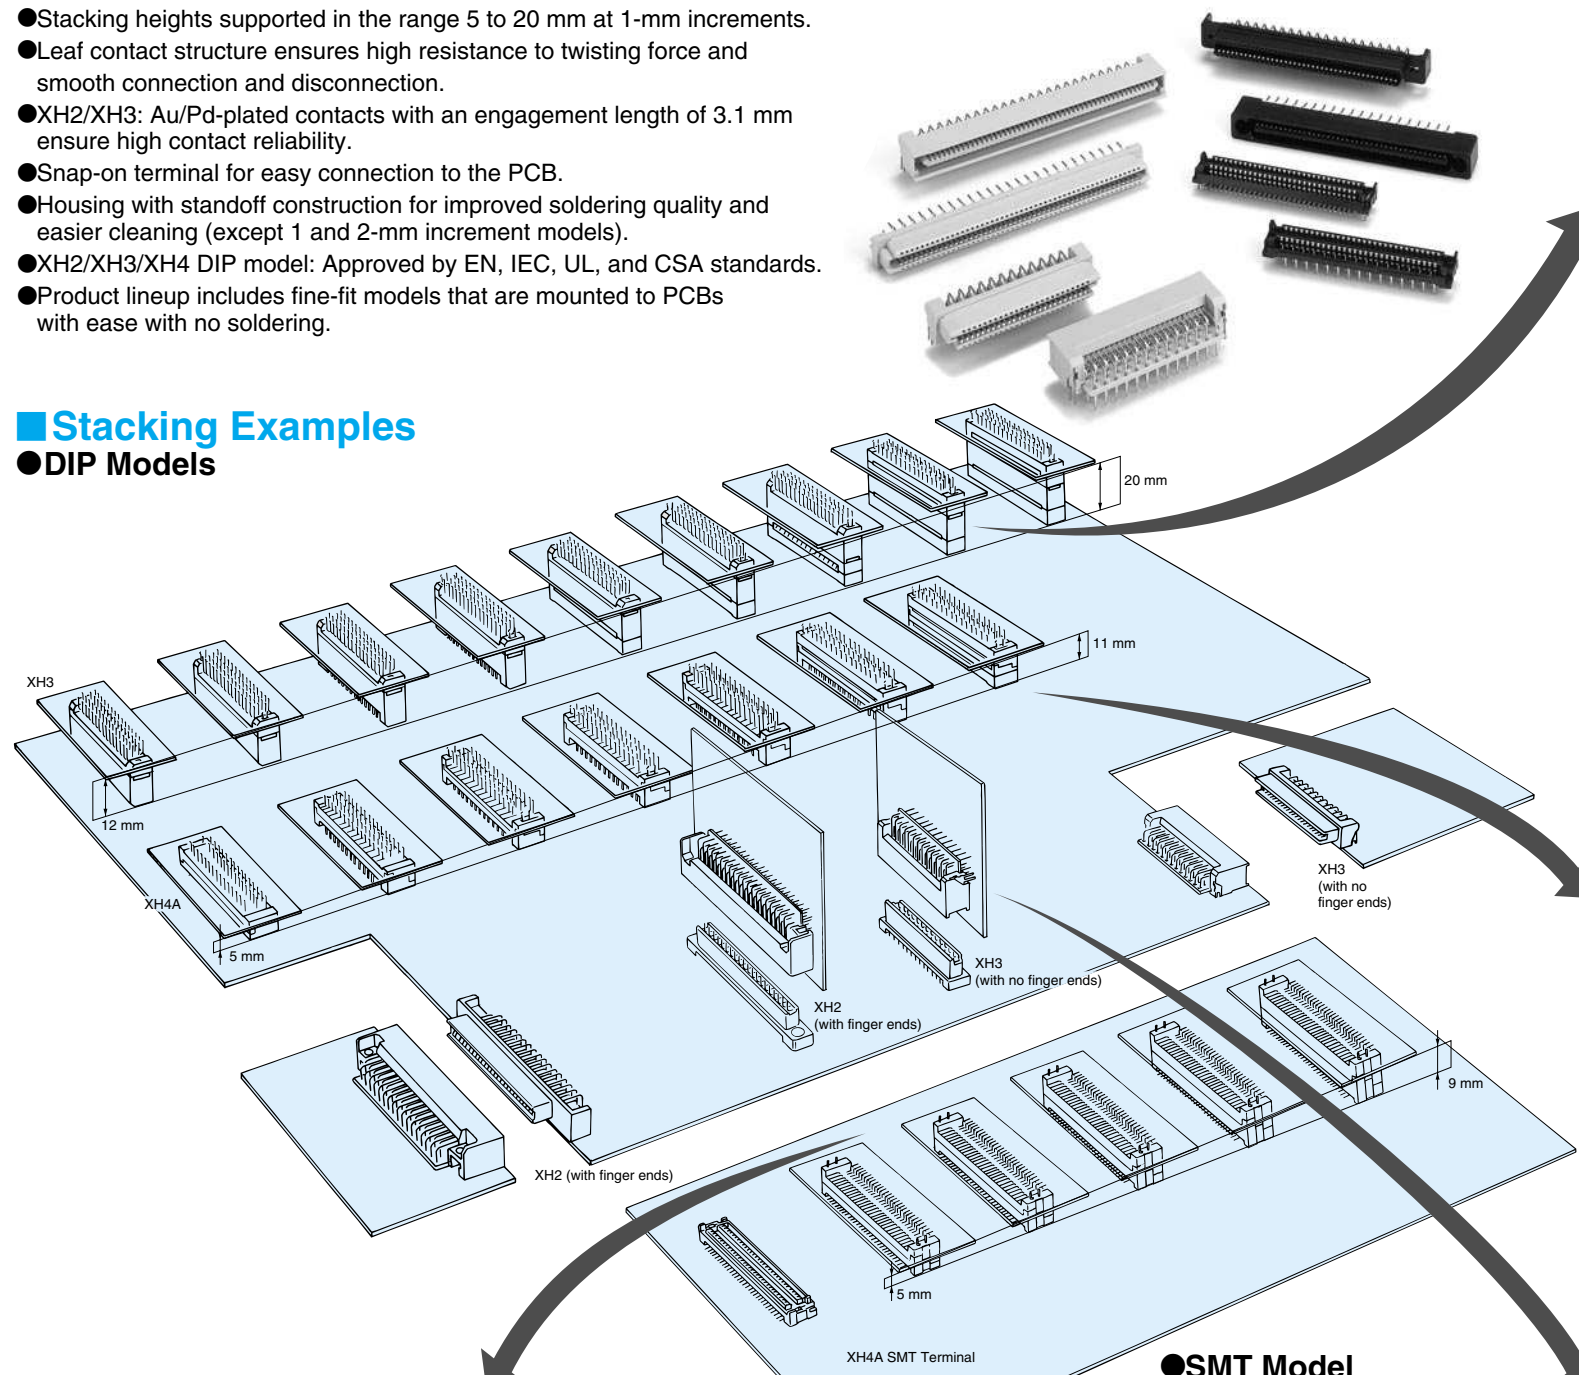 ●Stacking heights supported in the range 5 to 20 mm at 1-mm increments.
●Leaf contact structure ensures high resistance to twisting force and
smooth connection and disconnection.
●XH2/XH3: Au/Pd-plated contacts with an engagement length of 3.1 mm
ensure high contact reliability.
●Snap-on terminal for easy connection to the PCB.
●Housing with standoff construction for improved soldering quality and
easier cleaning (except 1 and 2-mm increment models).
●XH2/XH3/XH4 DIP model: Approved by EN, IEC, UL, and CSA standards.
●Product lineup includes fine-fit models that are mounted to PCBs
with ease with no soldering.
■Stacking Examples
●DIP Models
20 mm
11 mm
XH3
12 mm
XH4A
5 mm
XH3
(with no
finger ends)
XH3
(with no finger ends)
XH2
(with finger ends)
9 mm
XH2 (with finger ends)
5 mm
XH4A SMT Terminal
●SMT Model